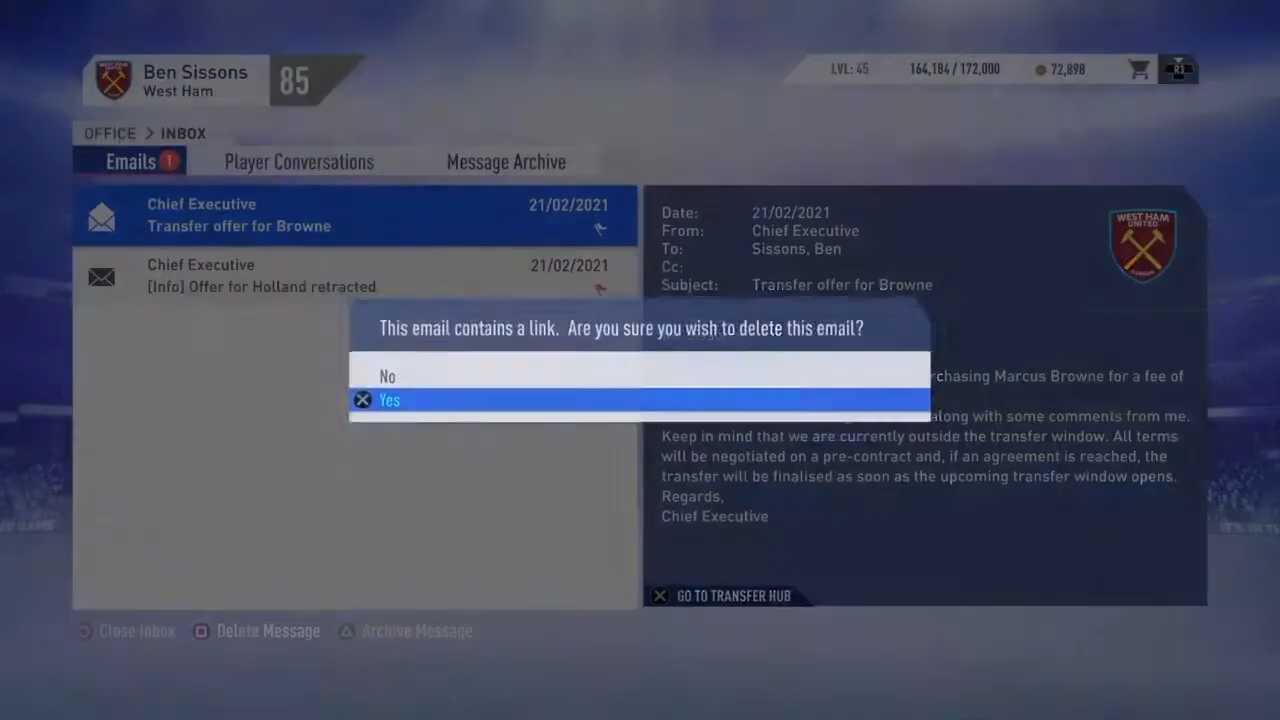 Ben Sissons
West Ham
85
LVL: 45
164,184 / 172,000
72,898
R3
OFFICE > INBOX
Emails !
Player Conversations
Message Archive
Chief Executive
21/02/2021
Transfer offer for Browne
Chief Executive
21/02/2021
[Info] Offer for Holland retracted
Date: 21/02/2021
From: Chief Executive
To: Sissons, Ben
Cc:
Subject: Transfer offer for Browne
WEST HAM
UNITED
LONDON
This email contains a link. Are you sure you wish to delete this email?
No
Yes
chasing Marcus Browne for a fee of
along with some comments from me.
Keep in mind that we are currently outside the transfer window. All terms
will be negotiated on a pre-contract and, if an agreement is reached, the
transfer will be finalised as soon as the upcoming transfer window opens.
Regards,
Chief Executive
GO TO TRANSFER HUB
Close Inbox
Delete Message
Archive Message